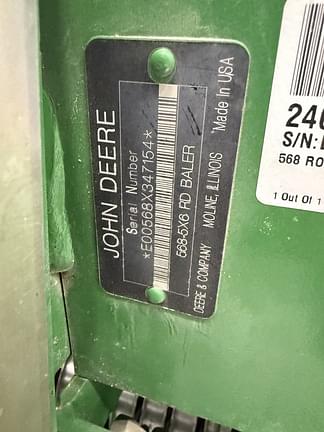 JOHN DEERE
Serial Number
*E00568X347154*
568-5X6 RD BALER
DEERE & COMPANY MOLINE, ILLINOIS Made In USA
240
S/N:
568 RO
1 Out Of 1